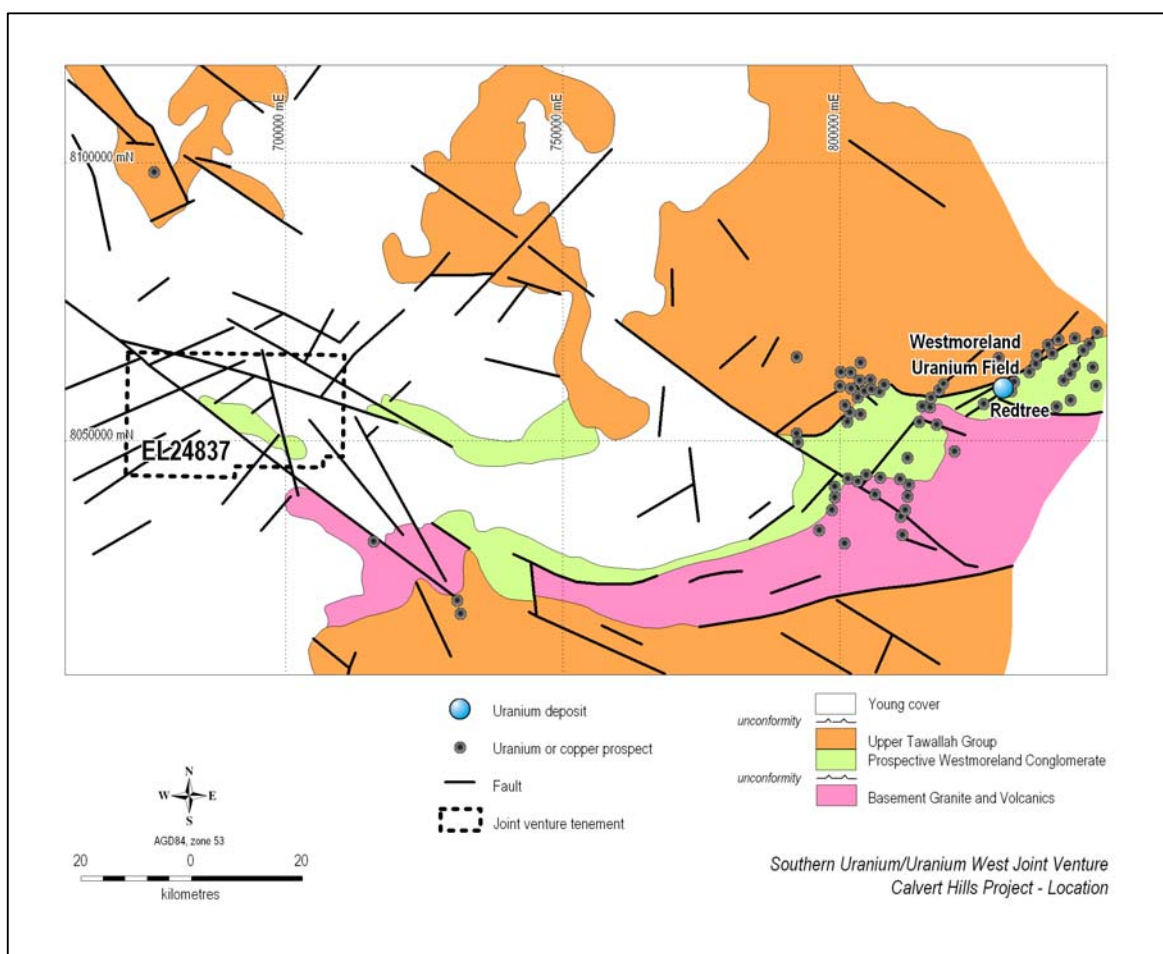 700000 mE
750000 mE
800000 mE
8100000 mN
Westmoreland
Uranium Field
Redtree
8050000 mN
EL24837
Uranium deposit
Uranium or copper prospect
Fault
Joint venture tenement
Young cover
unconformity
Upper Tawallah Group
Prospective Westmoreland Conglomerate
unconformity
Basement Granite and Volcanics
N
W E
S
AGD84, zone 53
20 0 20
kilometres
Southern Uranium/Uranium West Joint Venture
Calvert Hills Project - Location